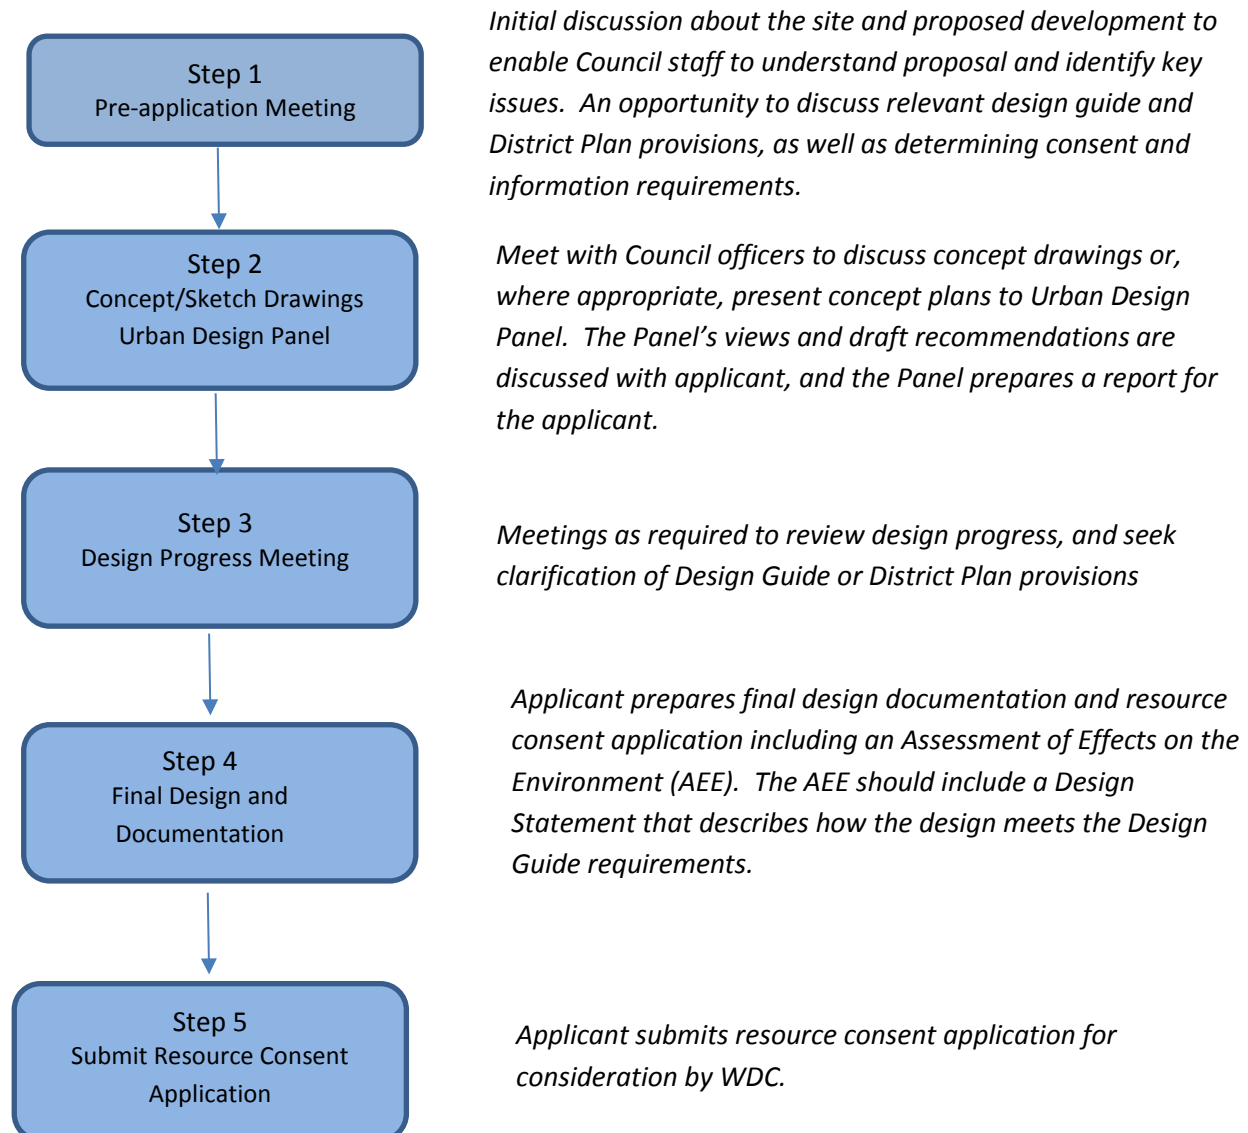 Step 1
Pre-application Meeting
Initial discussion about the site and proposed development to
enable Council staff to understand proposal and identify key
issues.  An opportunity to discuss relevant design guide and
District Plan provisions, as well as determining consent and
information requirements.
Step 2
Concept/Sketch Drawings
Urban Design Panel
Meet with Council officers to discuss concept drawings or,
where appropriate, present concept plans to Urban Design
Panel.  The Panel’s views and draft recommendations are
discussed with applicant, and the Panel prepares a report for
the applicant.
Step 3
Design Progress Meeting
Meetings as required to review design progress, and seek
clarification of Design Guide or District Plan provisions
Step 4
Final Design and
Documentation
Applicant prepares final design documentation and resource
consent application including an Assessment of Effects on the
Environment (AEE).  The AEE should include a Design
Statement that describes how the design meets the Design
Guide requirements.
Step 5
Submit Resource Consent
Application
Applicant submits resource consent application for
consideration by WDC.